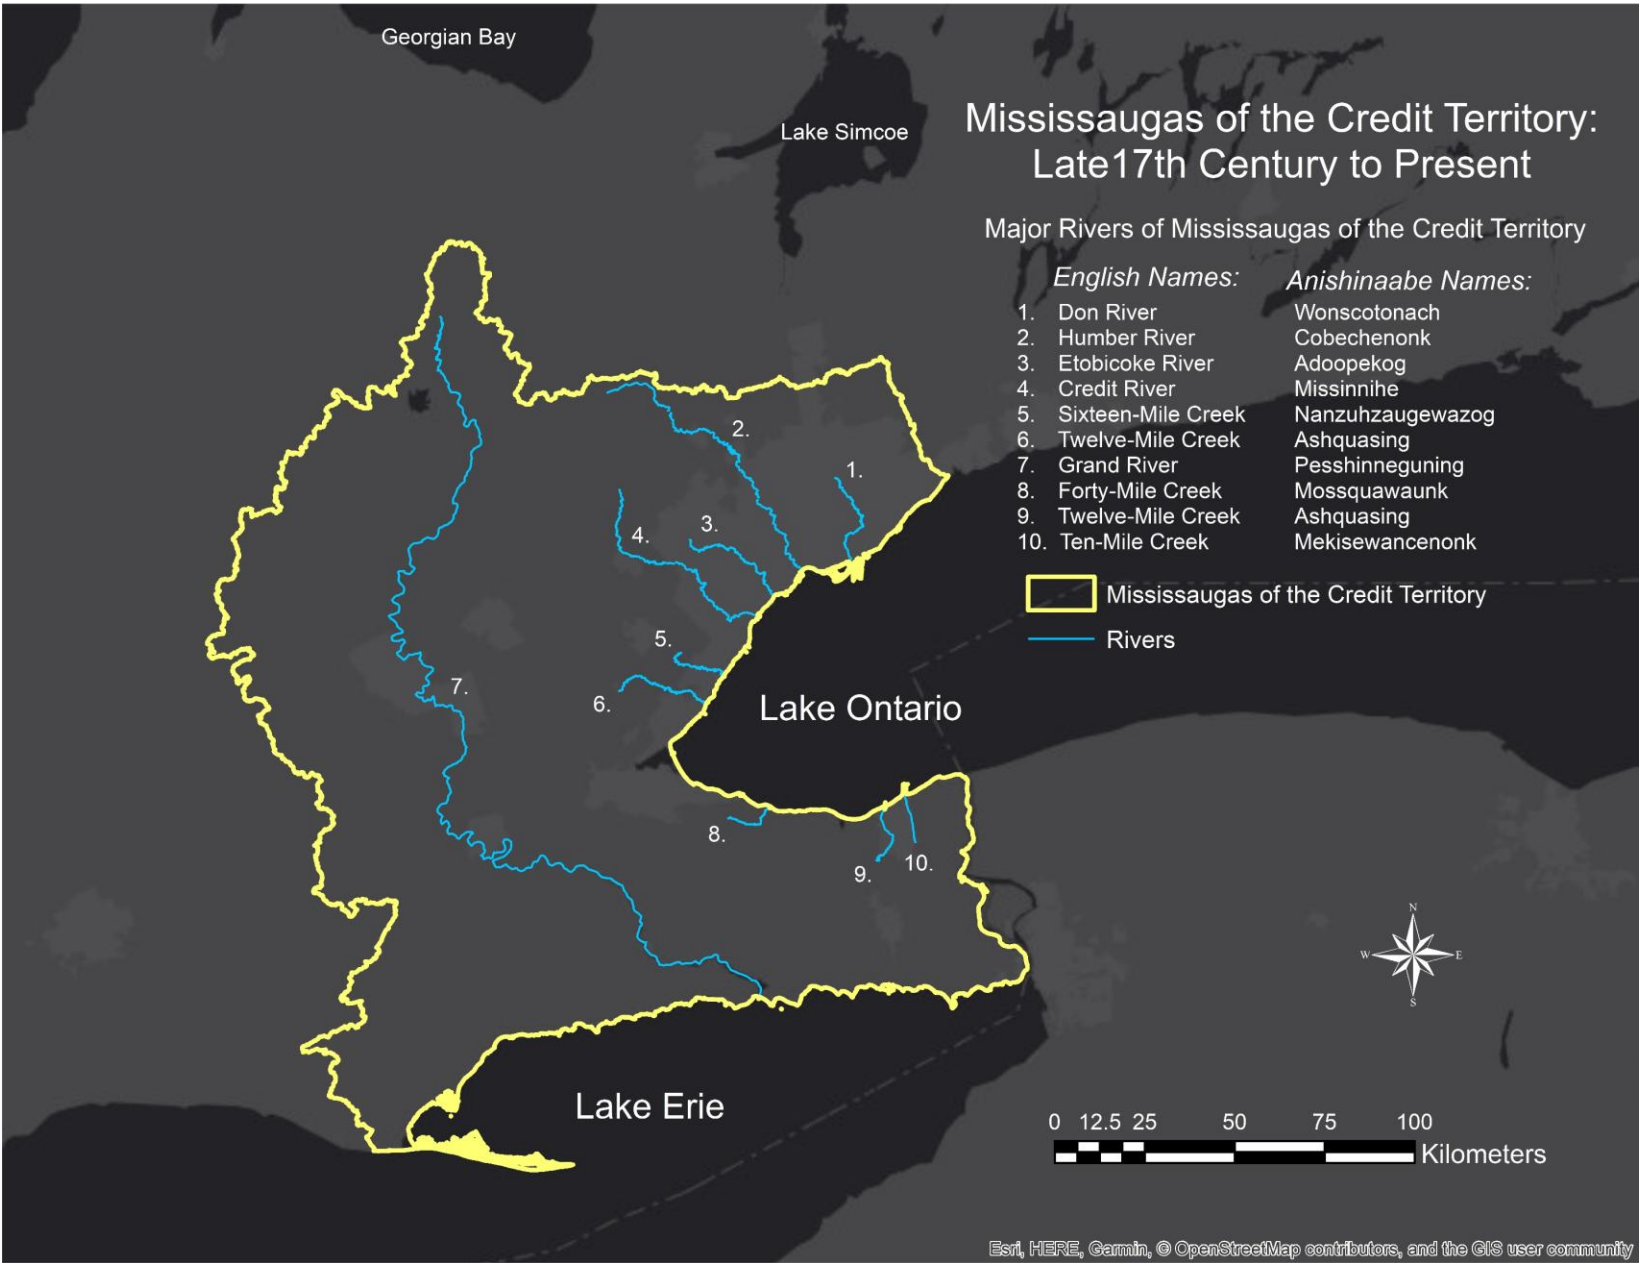 Georgian Bay
Lake Simcoe
Mississaugas of the Credit Territory:
Late17th Century to Present
Major Rivers of Mississaugas of the Credit Territory
English Names: Anishinaabe Names:
1. Don River Wonscotonach
2. Humber River Cobechenonk
3. Etobicoke River Adoopekog
4. Credit River Missinnihe
5. Sixteen-Mile Creek Nanzuhzaugewazog
6. Twelve-Mile Creek Ashquasing
7. Grand River Pesshinneguning
8. Forty-Mile Creek Mossquawaunk
9. Twelve-Mile Creek Ashquasing
10. Ten-Mile Creek Mekisewancenonk
Mississaugas of the Credit Territory
Rivers
2.
1.
3.
4.
5.
6.
7.
Lake Ontario
8.
9.
10.
N
W E
S
Lake Erie
0 12.5 25 50 75 100
Kilometers
Esri, HERE, Garmin, © OpenStreetMap contributors, and the GIS user community